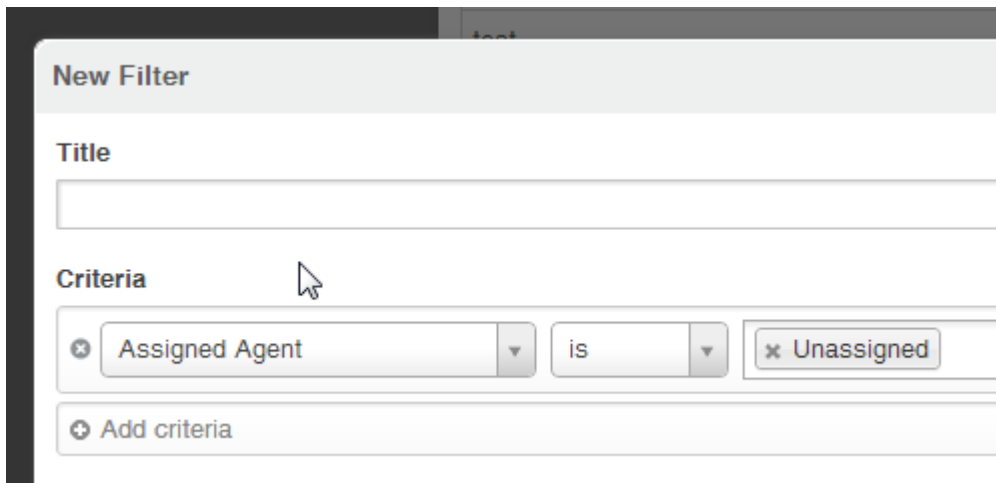 New Filter
Title
Criteria
Assigned Agent is Unassigned
Add criteria